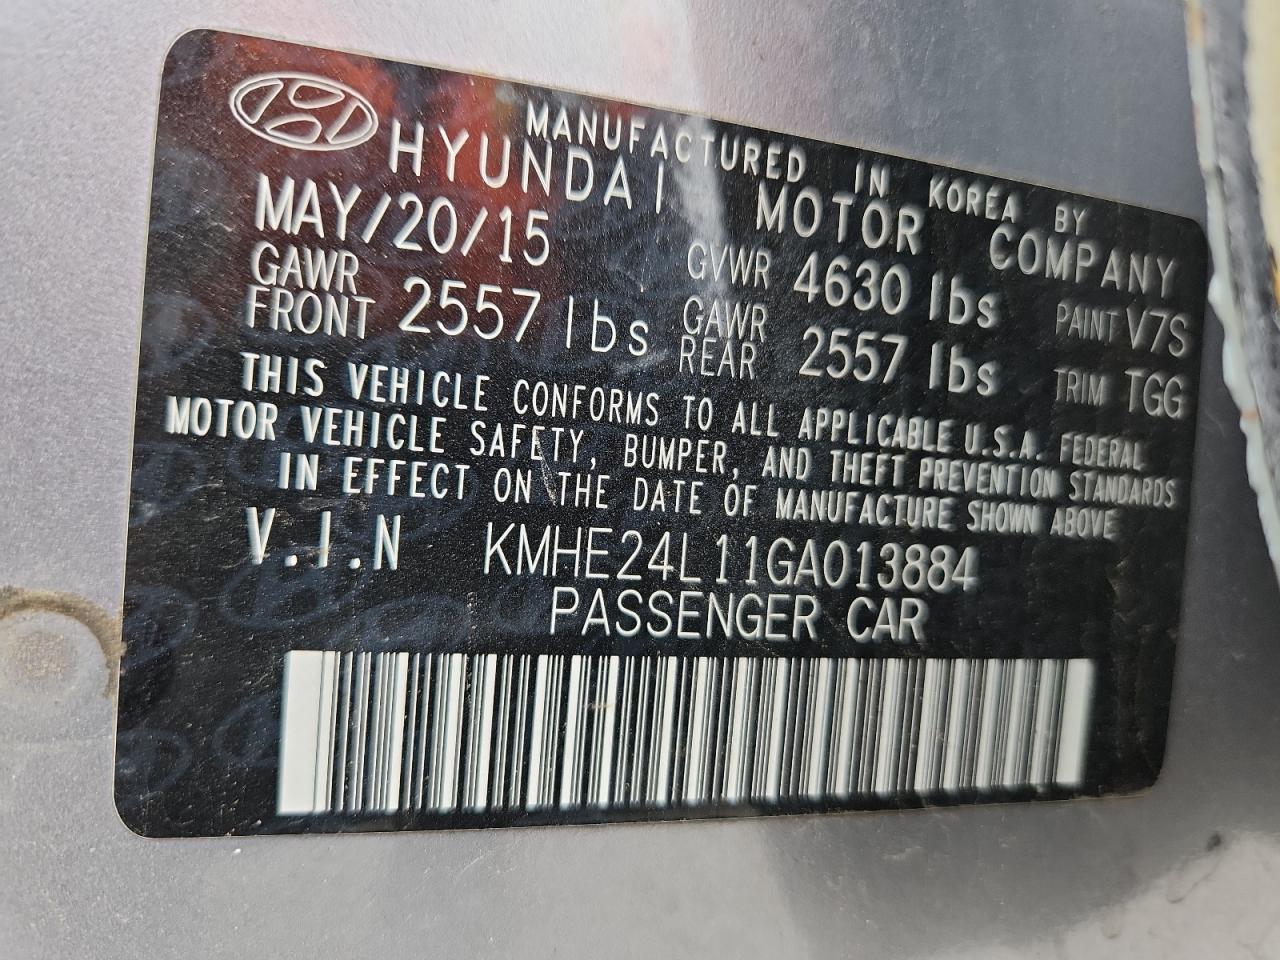 MANUFACTURED IN KOREA BY
HYUNDAI MOTOR COMPANY
MAY/20/15 GVWR 4630 lbs PAINT V7S
GAWR FRONT 2557 lbs GAWR REAR 2557 lbs TRIM TGG
THIS VEHICLE CONFORMS TO ALL APPLICABLE U.S.A. FEDERAL
MOTOR VEHICLE SAFETY, BUMPER, AND THEFT PREVENTION STANDARDS
IN EFFECT ON THE DATE OF MANUFACTURE SHOWN ABOVE
V.I.N KMHE24L11GA013884
PASSENGER CAR